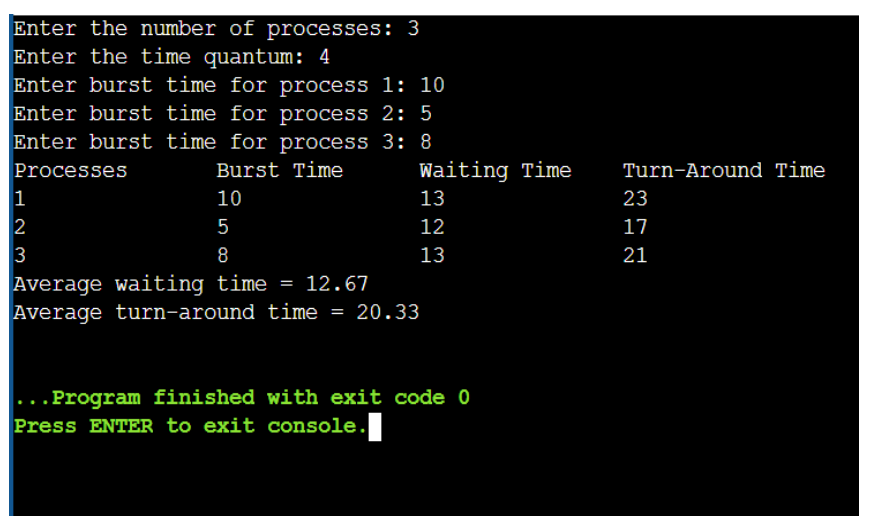 Enter the number of processes: 3
Enter the time quantum: 4
Enter burst time for process 1: 10
Enter burst time for process 2: 5
Enter burst time for process 3: 8
Processes Burst Time Waiting Time Turn-Around Time
1 10 13 23
2 5 12 17
3 8 13 21
Average waiting time = 12.67
Average turn-around time = 20.33
...Program finished with exit code 0
Press ENTER to exit console.